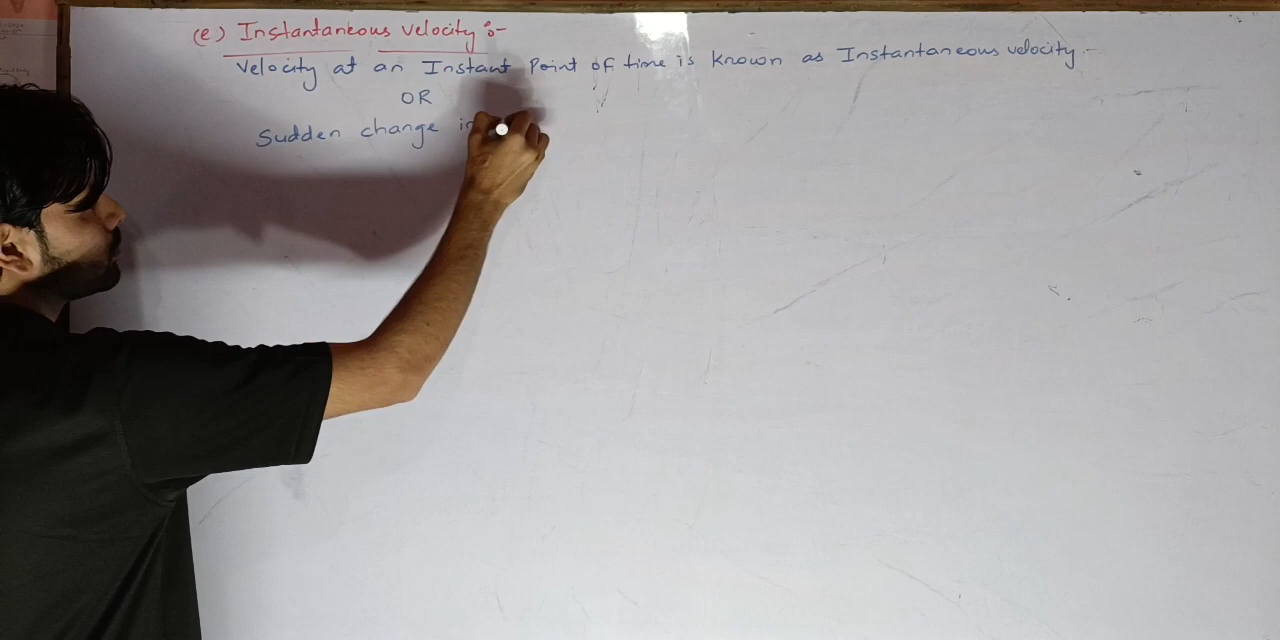 (e) Instantaneous velocity :-
velocity at an Instant Point of time is known as Instantaneous velocity.
OR
Sudden change in